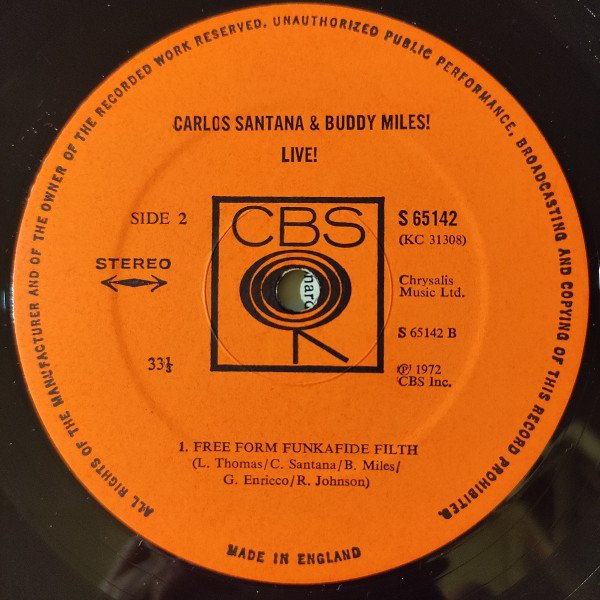 ALL RIGHTS OF THE MANUFACTURER AND OF THE OWNER OF THE RECORDED WORK RESERVED. UNAUTHORIZED PUBLIC PERFORMANCE, BROADCASTING AND COPYING OF THIS RECORD PROHIBITED.
CARLOS SANTANA & BUDDY MILES!
LIVE!
SIDE 2
CBS
S 65142
(KC 31308)
STEREO
Chrysalis
Music Ltd.
S 65142 B
33⅓
℗ 1972
CBS Inc.
1. FREE FORM FUNKAFIDE FILTH
(L. Thomas/C. Santana/B. Miles/
G. Enricco/R. Johnson)
MADE IN ENGLAND